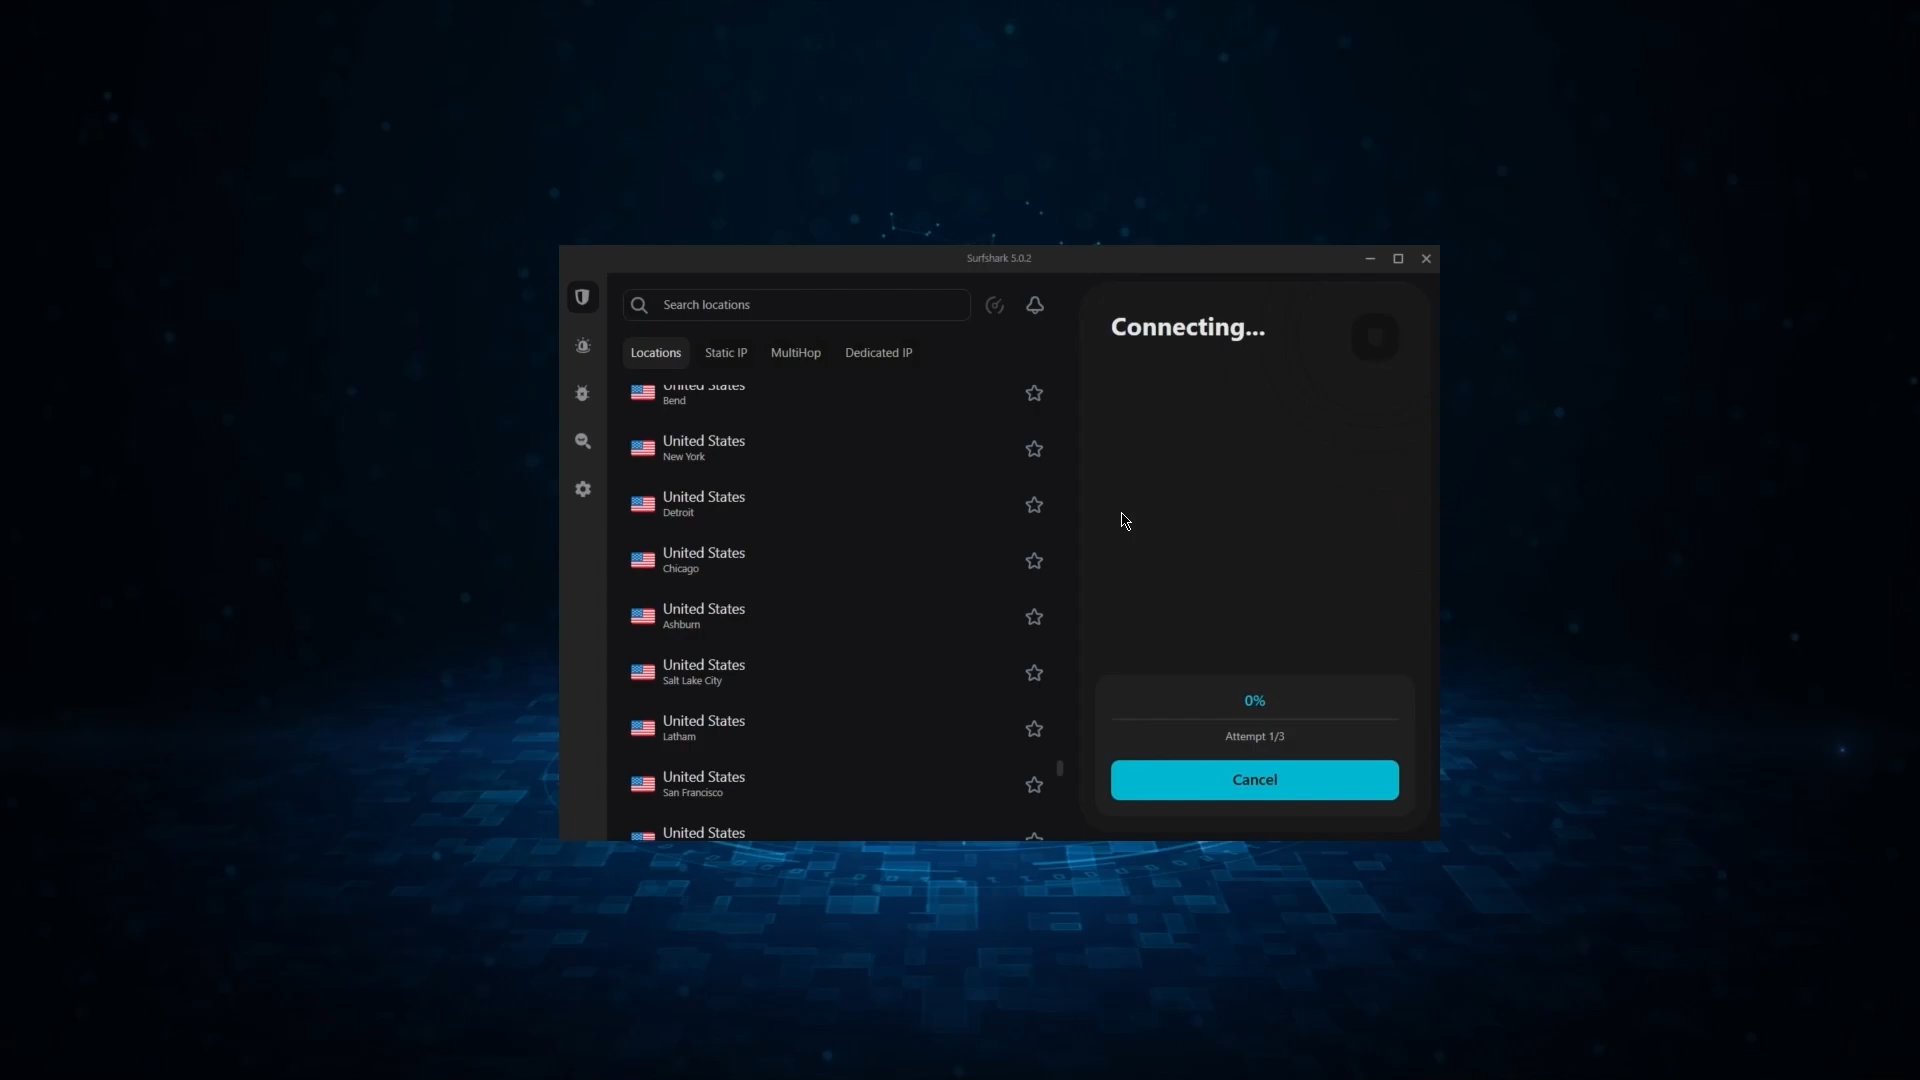 Surfshark 5.0.2
Search locations
Locations
Static IP
MultiHop
Dedicated IP
United States
Bend
United States
New York
United States
Detroit
United States
Chicago
United States
Ashburn
United States
Salt Lake City
United States
Latham
United States
San Francisco
United States
Connecting...
0%
Attempt 1/3
Cancel